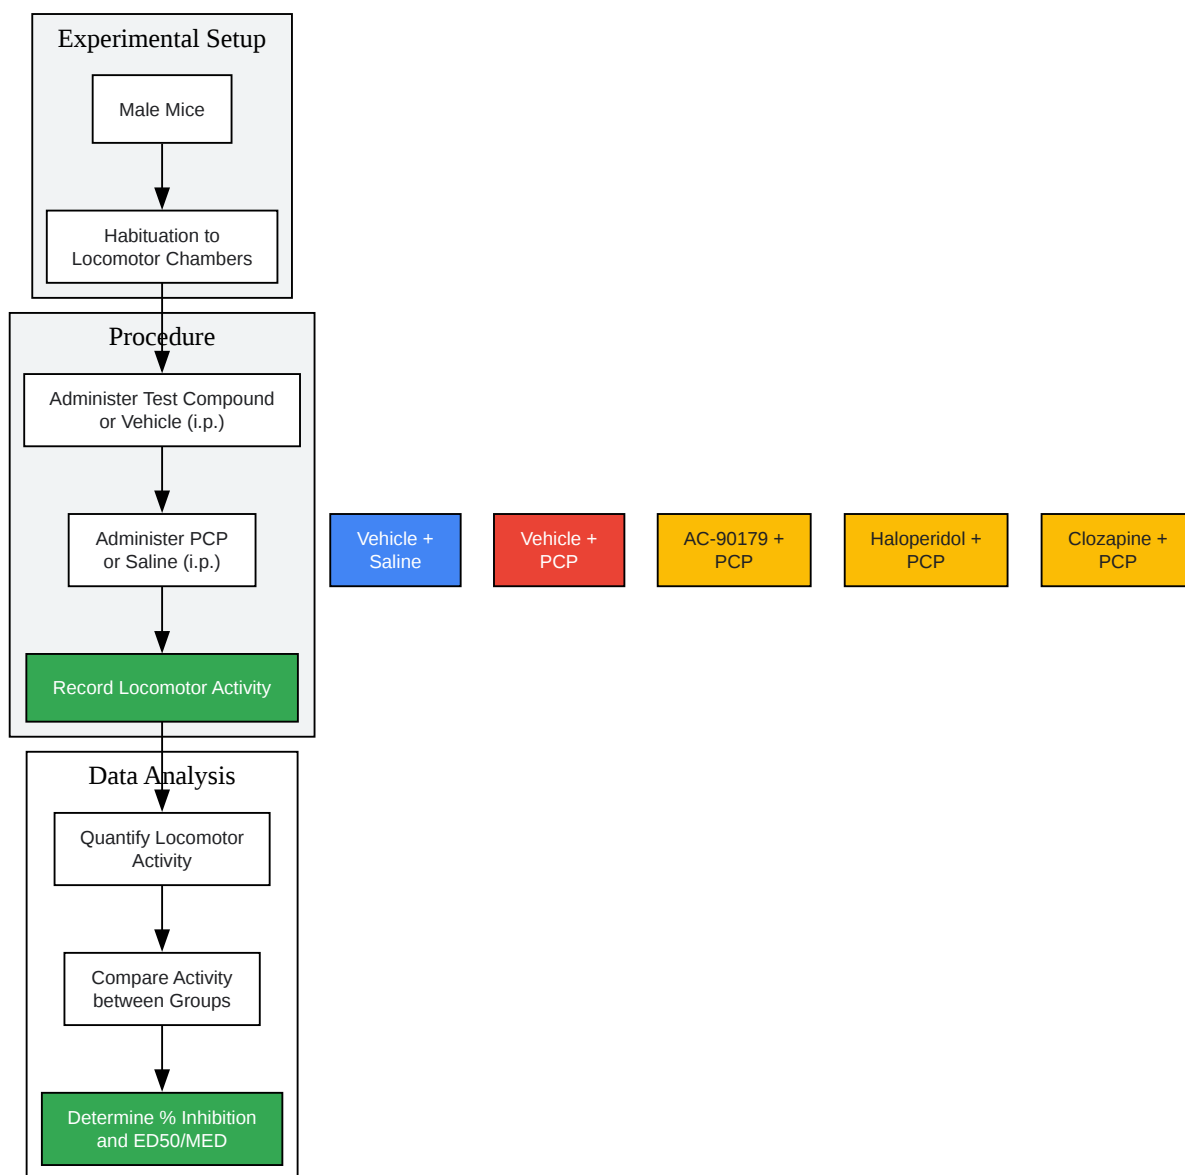 Experimental Setup
Male Mice
Habituation to
Locomotor Chambers
Procedure
Administer Test Compound
or Vehicle (i.p.)
Administer PCP
or Saline (i.p.)
Vehicle +
Saline
Vehicle +
PCP
AC-90179 +
PCP
Haloperidol +
PCP
Clozapine +
PCP
Record Locomotor Activity
Data Analysis
Quantify Locomotor
Activity
Compare Activity
between Groups
Determine % Inhibition
and ED50/MED